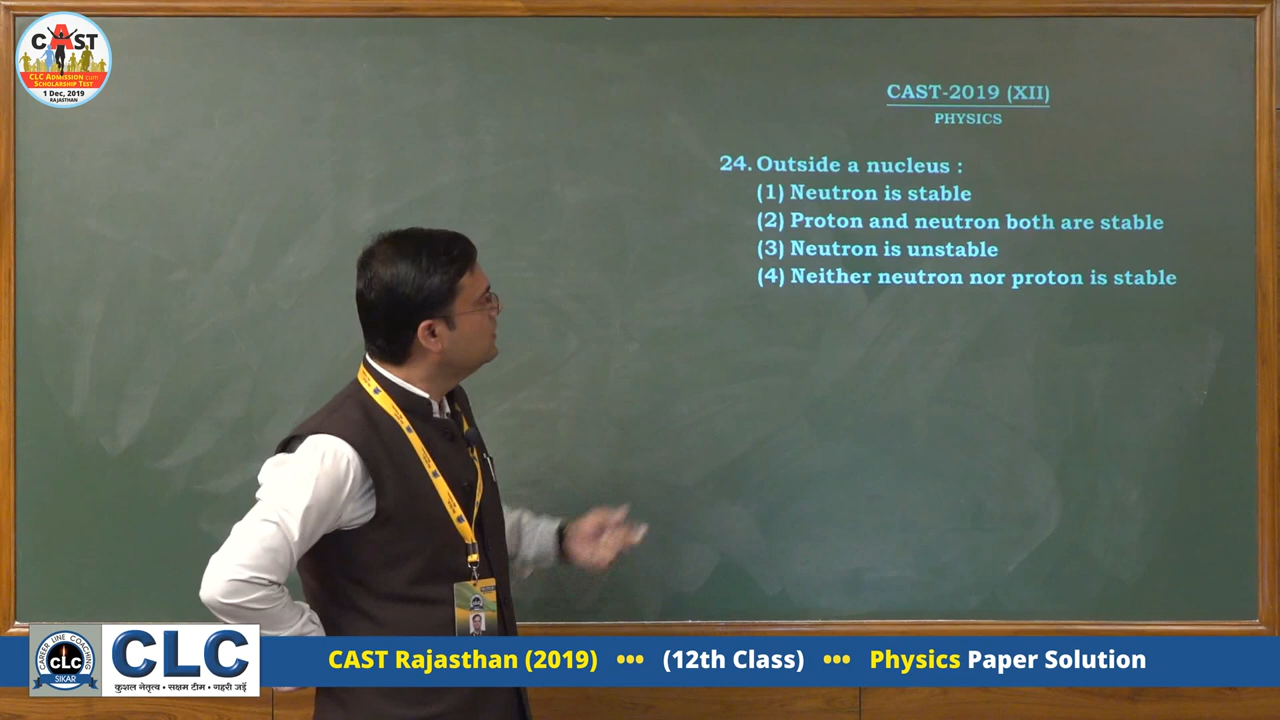 CAST
CLC ADMISSION cum
SCHOLARSHIP TEST
1 Dec, 2019
RAJASTHAN
CAST-2019 (XII)
PHYSICS
24. Outside a nucleus :
(1) Neutron is stable
(2) Proton and neutron both are stable
(3) Neutron is unstable
(4) Neither neutron nor proton is stable
CAREER LINE COACHING
CLC
SIKAR
CLC
कुशल नेतृत्व • सक्षम टीम • गहरी जड़ें
CAST Rajasthan (2019) ••• (12th Class) ••• Physics Paper Solution